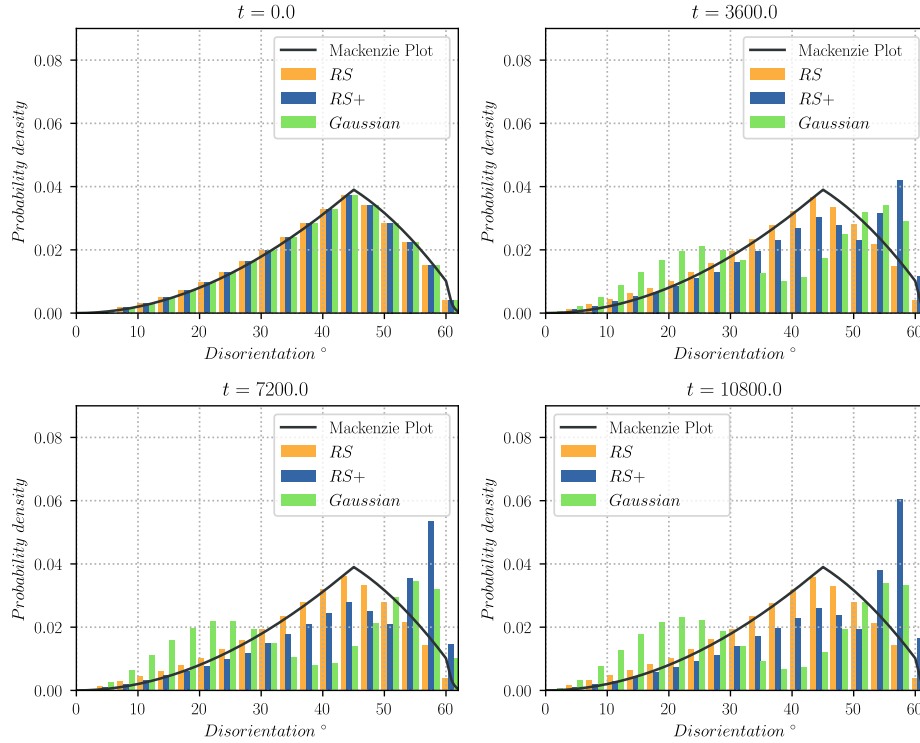 t = 0.0
Probability density
0.08
0.06
0.04
0.02
0.00
Mackenzie Plot
RS
RS+
Gaussian
0 10 20 30 40 50 60
Disorientation °
t = 3600.0
Probability density
0.08
0.06
0.04
0.02
0.00
Mackenzie Plot
RS
RS+
Gaussian
0 10 20 30 40 50 60
Disorientation °
t = 7200.0
Probability density
0.08
0.06
0.04
0.02
0.00
Mackenzie Plot
RS
RS+
Gaussian
0 10 20 30 40 50 60
Disorientation °
t = 10800.0
Probability density
0.08
0.06
0.04
0.02
0.00
Mackenzie Plot
RS
RS+
Gaussian
0 10 20 30 40 50 60
Disorientation °